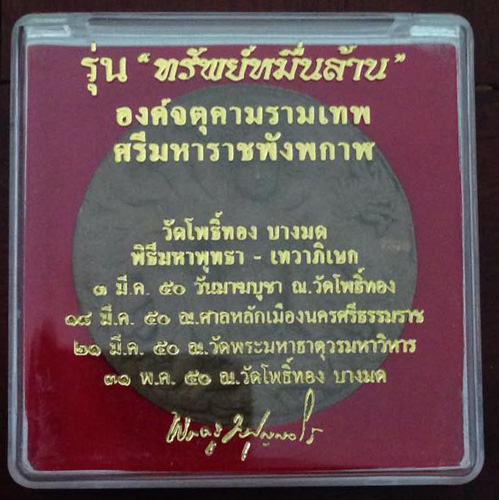 รุ่น "ทรัพย์หมื่นล้าน"
องค์จตุคามรามเทพ
ศรีมหาราชพังพกาพ
วัดโพธิ์ทอง บางมด
พิธีมหาพุทธา - เทวาภิเษก
๓ มี.ค. ๕๐ วันมาฆบูชา ณ.วัดโพธิ์ทอง
๑๘ มี.ค. ๕๐ ณ.ศาลหลักเมืองนครศรีธรรมราช
๒๑ มี.ค. ๕๐ ณ.วัดพระมหาธาตุวรมหาวิหาร
๓๑ พ.ค. ๕๐ ณ.วัดโพธิ์ทอง บางมด